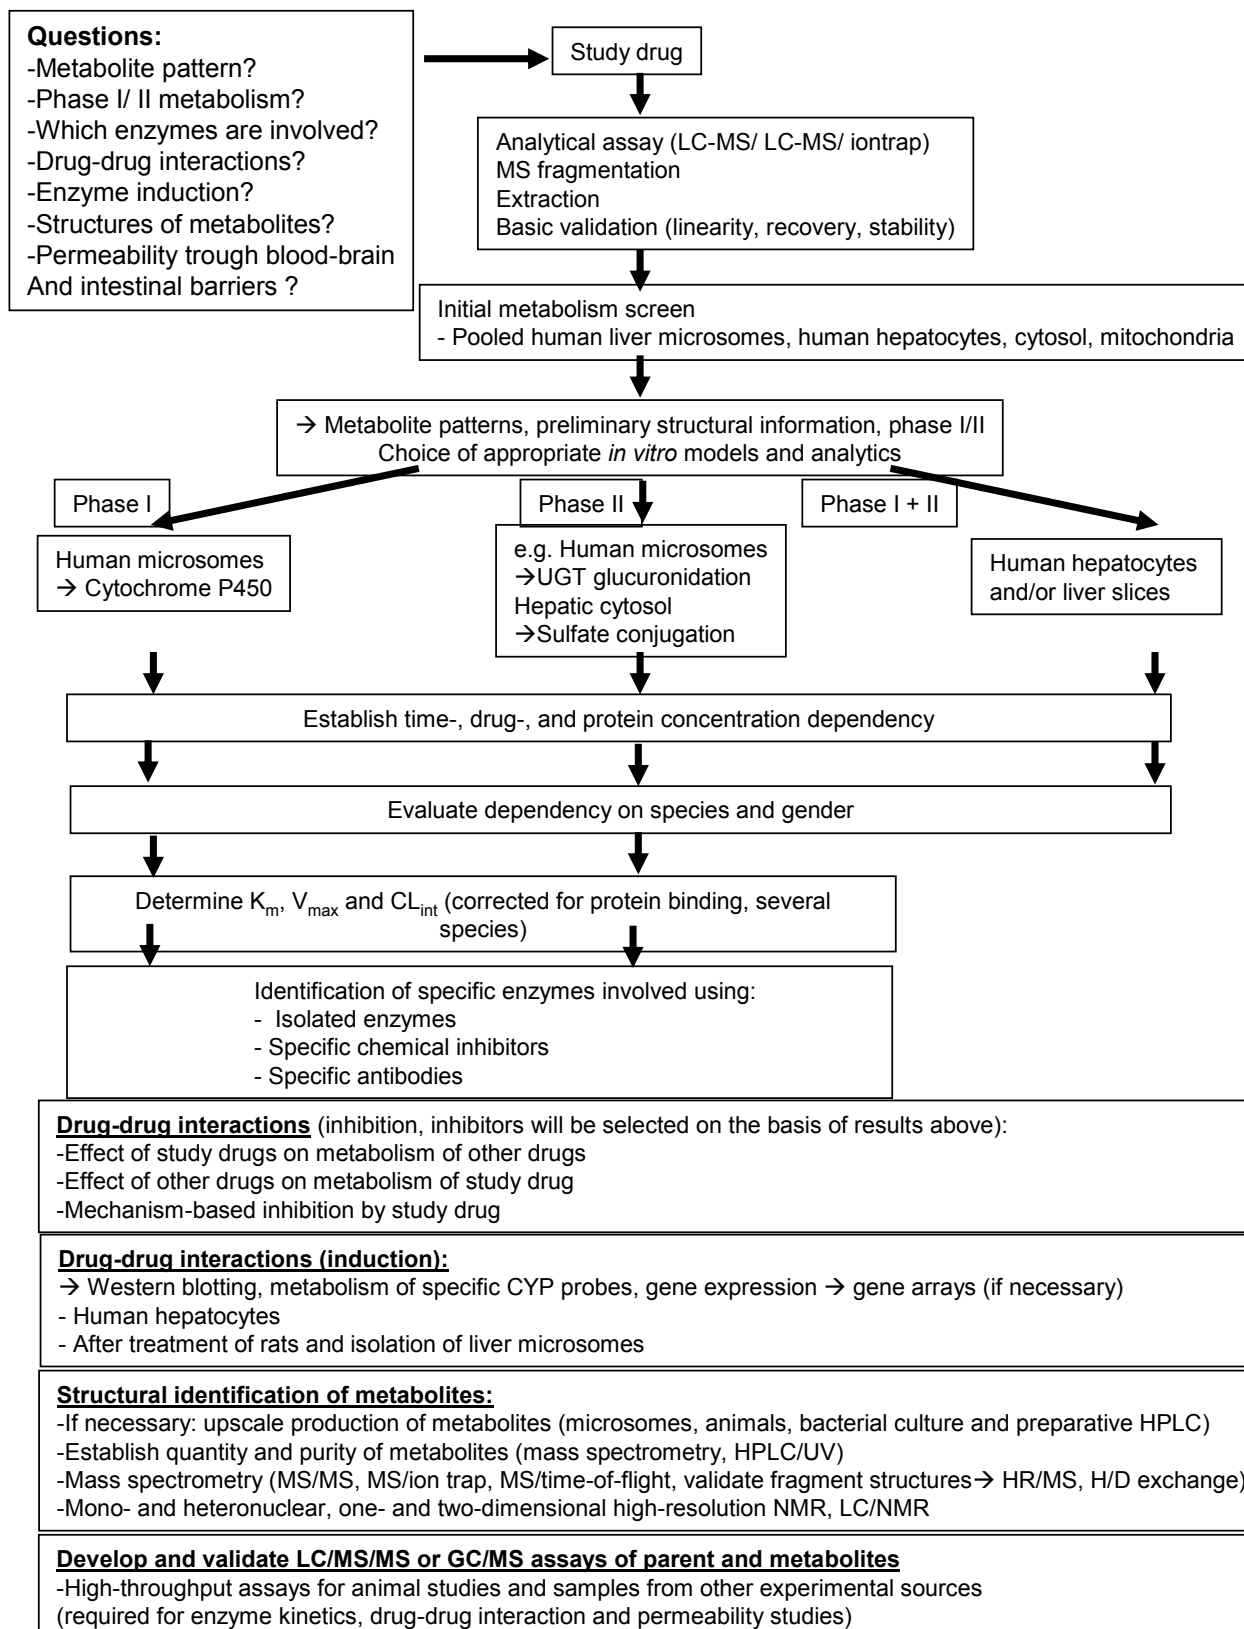 Questions:
-Metabolite pattern?
-Phase I/ II metabolism?
-Which enzymes are involved?
-Drug-drug interactions?
-Enzyme induction?
-Structures of metabolites?
-Permeability trough blood-brain
And intestinal barriers ?
Study drug
Analytical assay (LC-MS/ LC-MS/ iontrap)
MS fragmentation
Extraction
Basic validation (linearity, recovery, stability)
Initial metabolism screen
- Pooled human liver microsomes, human hepatocytes, cytosol, mitochondria
→ Metabolite patterns, preliminary structural information, phase I/II
Choice of appropriate in vitro models and analytics
Phase I
Phase II
Phase I + II
Human microsomes
→ Cytochrome P450
e.g. Human microsomes
→UGT glucuronidation
Hepatic cytosol
→Sulfate conjugation
Human hepatocytes
and/or liver slices
Establish time-, drug-, and protein concentration dependency
Evaluate dependency on species and gender
Determine Km, Vmax and CLint (corrected for protein binding, several
species)
Identification of specific enzymes involved using:
- Isolated enzymes
- Specific chemical inhibitors
- Specific antibodies
Drug-drug interactions (inhibition, inhibitors will be selected on the basis of results above):
-Effect of study drugs on metabolism of other drugs
-Effect of other drugs on metabolism of study drug
-Mechanism-based inhibition by study drug
Drug-drug interactions (induction):
→ Western blotting, metabolism of specific CYP probes, gene expression → gene arrays (if necessary)
- Human hepatocytes
- After treatment of rats and isolation of liver microsomes
Structural identification of metabolites:
-If necessary: upscale production of metabolites (microsomes, animals, bacterial culture and preparative HPLC)
-Establish quantity and purity of metabolites (mass spectrometry, HPLC/UV)
-Mass spectrometry (MS/MS, MS/ion trap, MS/time-of-flight, validate fragment structures→ HR/MS, H/D exchange)
-Mono- and heteronuclear, one- and two-dimensional high-resolution NMR, LC/NMR
Develop and validate LC/MS/MS or GC/MS assays of parent and metabolites
-High-throughput assays for animal studies and samples from other experimental sources
(required for enzyme kinetics, drug-drug interaction and permeability studies)